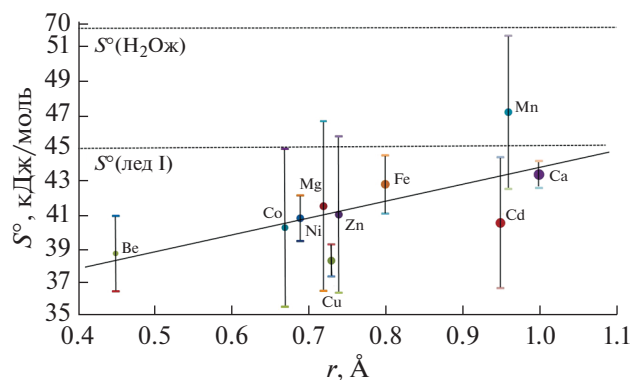 70
S°(H₂Oж)
51
Mn
47
45
S°(лед I)
43
Mg
Fe
Ca
41
Co
Ni
Zn
Cd
39
Be
Cu
37
35
S°, кДж/моль
0.4 0.5 0.6 0.7 0.8 0.9 1.0 1.1
r, Å